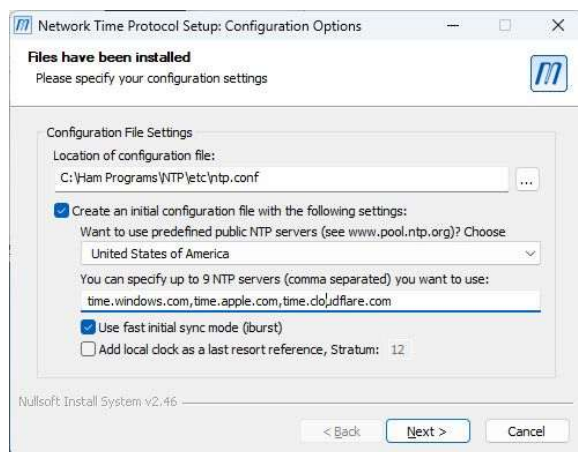 Network Time Protocol Setup: Configuration Options
Files have been installed
Please specify your configuration settings
Configuration File Settings
Location of configuration file:
C:\Ham Programs\NTP\etc\ntp.conf
...
Create an initial configuration file with the following settings:
Want to use predefined public NTP servers (see www.pool.ntp.org)? Choose
United States of America
You can specify up to 9 NTP servers (comma separated) you want to use:
time.windows.com,time.apple.com,time.cloudflare.com
Use fast initial sync mode (iburst)
Add local clock as a last resort reference, Stratum: 12
Nullsoft Install System v2.46
< Back Next > Cancel